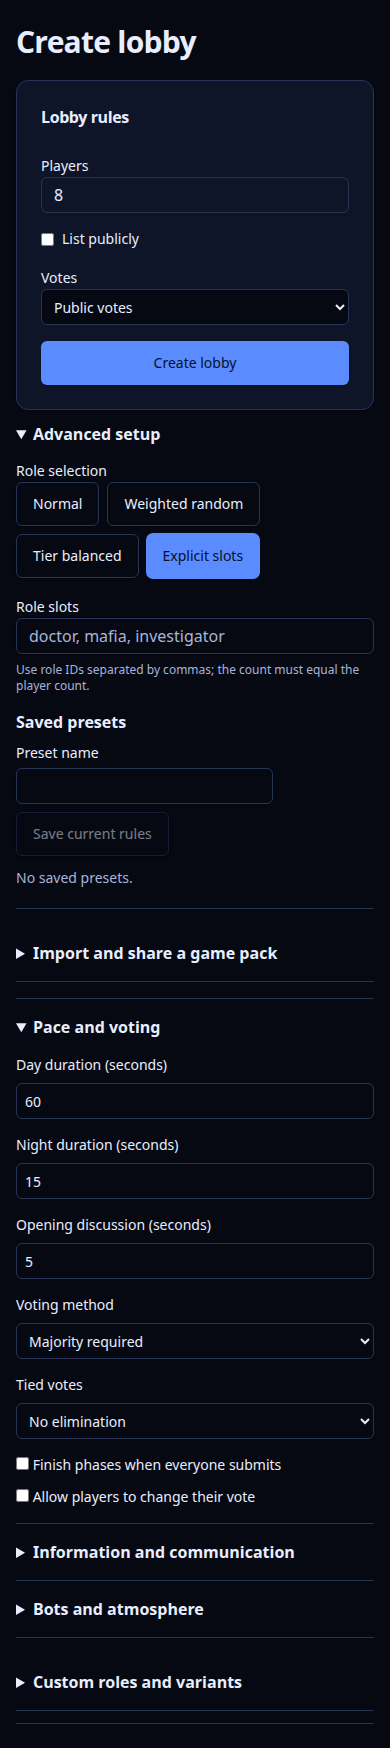 Create lobby
Lobby rules
Players
8
List publicly
Votes
Public votes
Create lobby
Advanced setup
Role selection
Normal
Weighted random
Tier balanced
Explicit slots
Role slots
doctor, mafia, investigator
Use role IDs separated by commas; the count must equal the
player count.
Saved presets
Preset name
Save current rules
No saved presets.
Import and share a game pack
Pace and voting
Day duration (seconds)
60
Night duration (seconds)
15
Opening discussion (seconds)
5
Voting method
Majority required
Tied votes
No elimination
Finish phases when everyone submits
Allow players to change their vote
Information and communication
Bots and atmosphere
Custom roles and variants